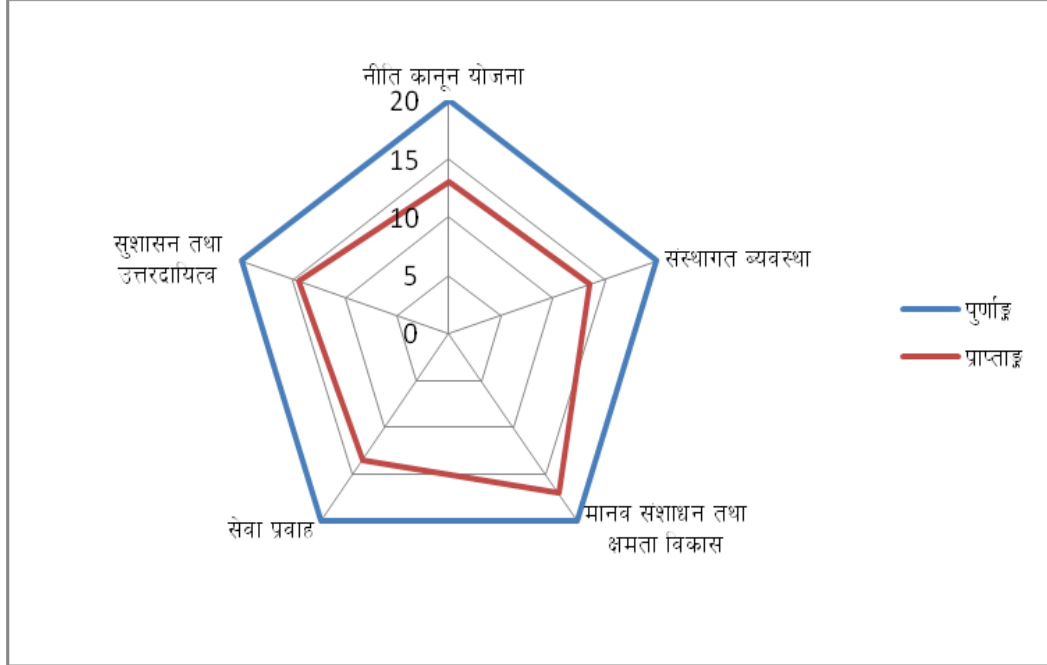 नीति कानून योजना
20
15
10
5
0
संस्थागत ब्यवस्था
मानव संशाधन तथा
क्षमता विकास
सेवा प्रवाह
सुशासन तथा
उत्तरदायित्व
पुर्णाङ्क
प्राप्ताङ्क